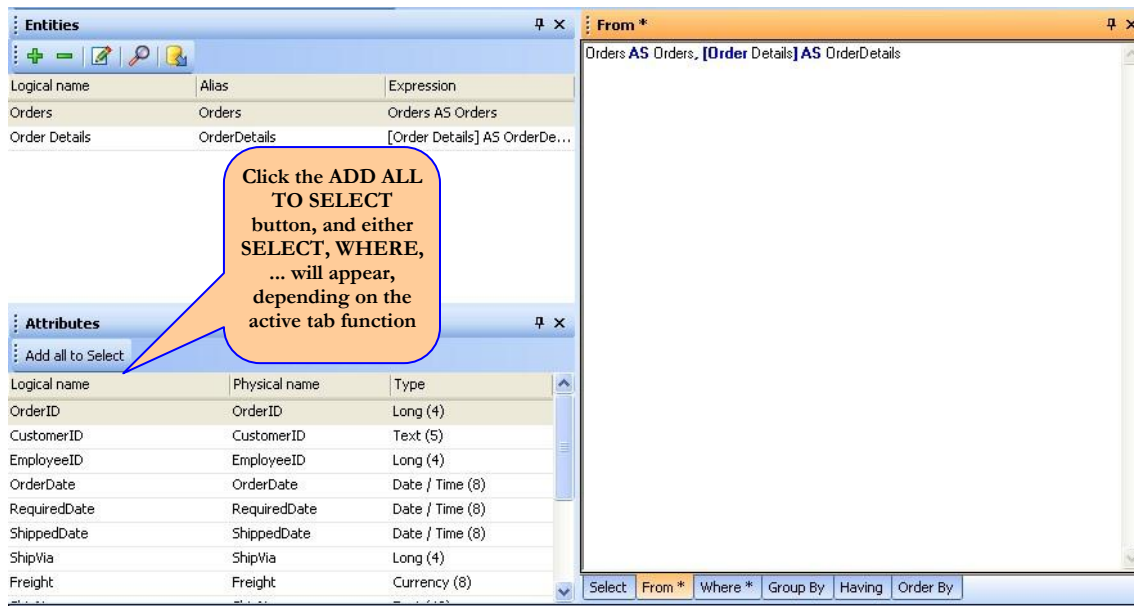 Entities
Logical name Alias Expression
Orders Orders Orders AS Orders
Order Details OrderDetails [Order Details] AS OrderDe...
Click the ADD ALL
TO SELECT
button, and either
SELECT, WHERE,
... will appear,
depending on the
active tab function
Attributes
Add all to Select
Logical name Physical name Type
OrderID OrderID Long (4)
CustomerID CustomerID Text (5)
EmployeeID EmployeeID Long (4)
OrderDate OrderDate Date / Time (8)
RequiredDate RequiredDate Date / Time (8)
ShippedDate ShippedDate Date / Time (8)
ShipVia ShipVia Long (4)
Freight Freight Currency (8)
From *
Orders AS Orders, [Order Details] AS OrderDetails
Select From * Where * Group By Having Order By